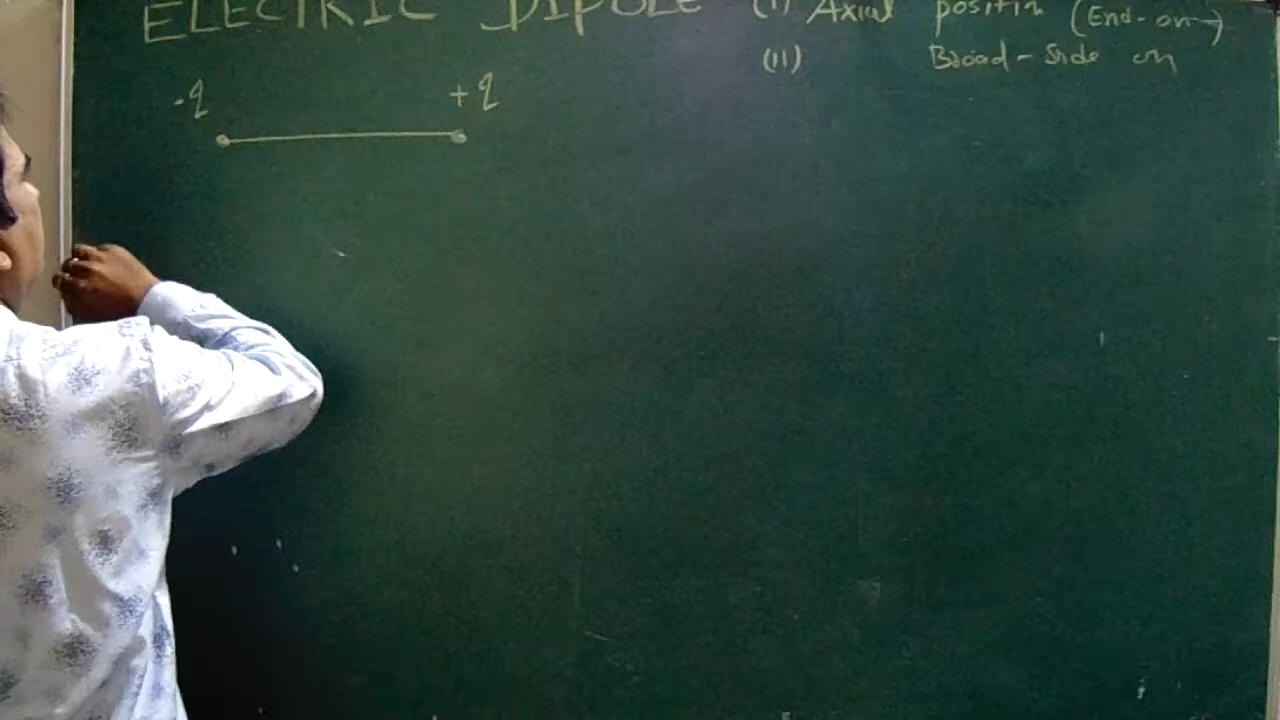 ELECTRIC DIPOLE (I) Axial position (End-on)
(II) Broad-Side on
-q +q